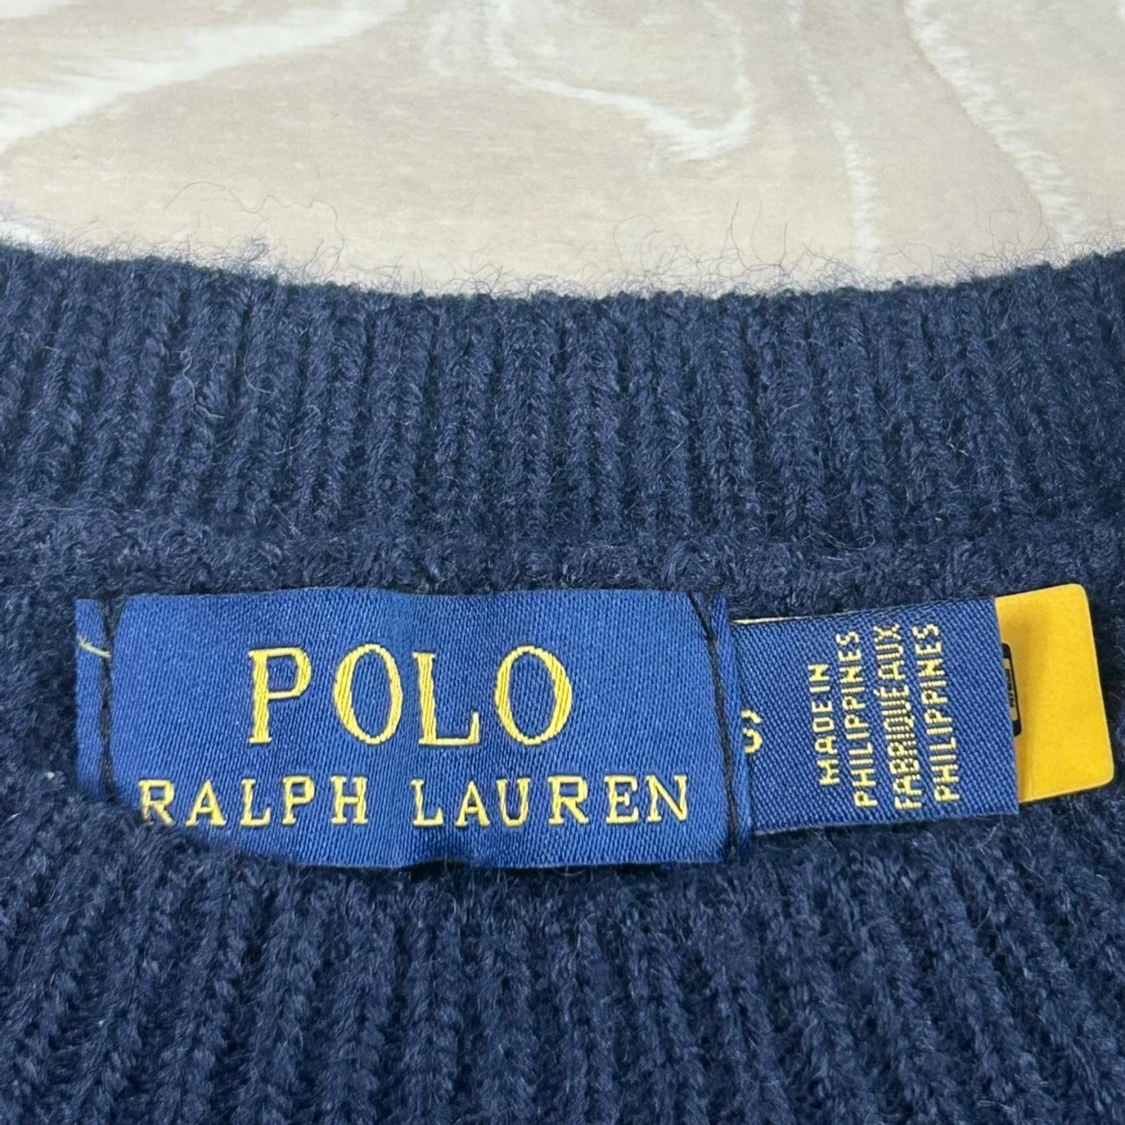 POLO
RALPH LAUREN
MADE IN
PHILIPPINES
FABRIQUÉ AUX
PHILIPPINES